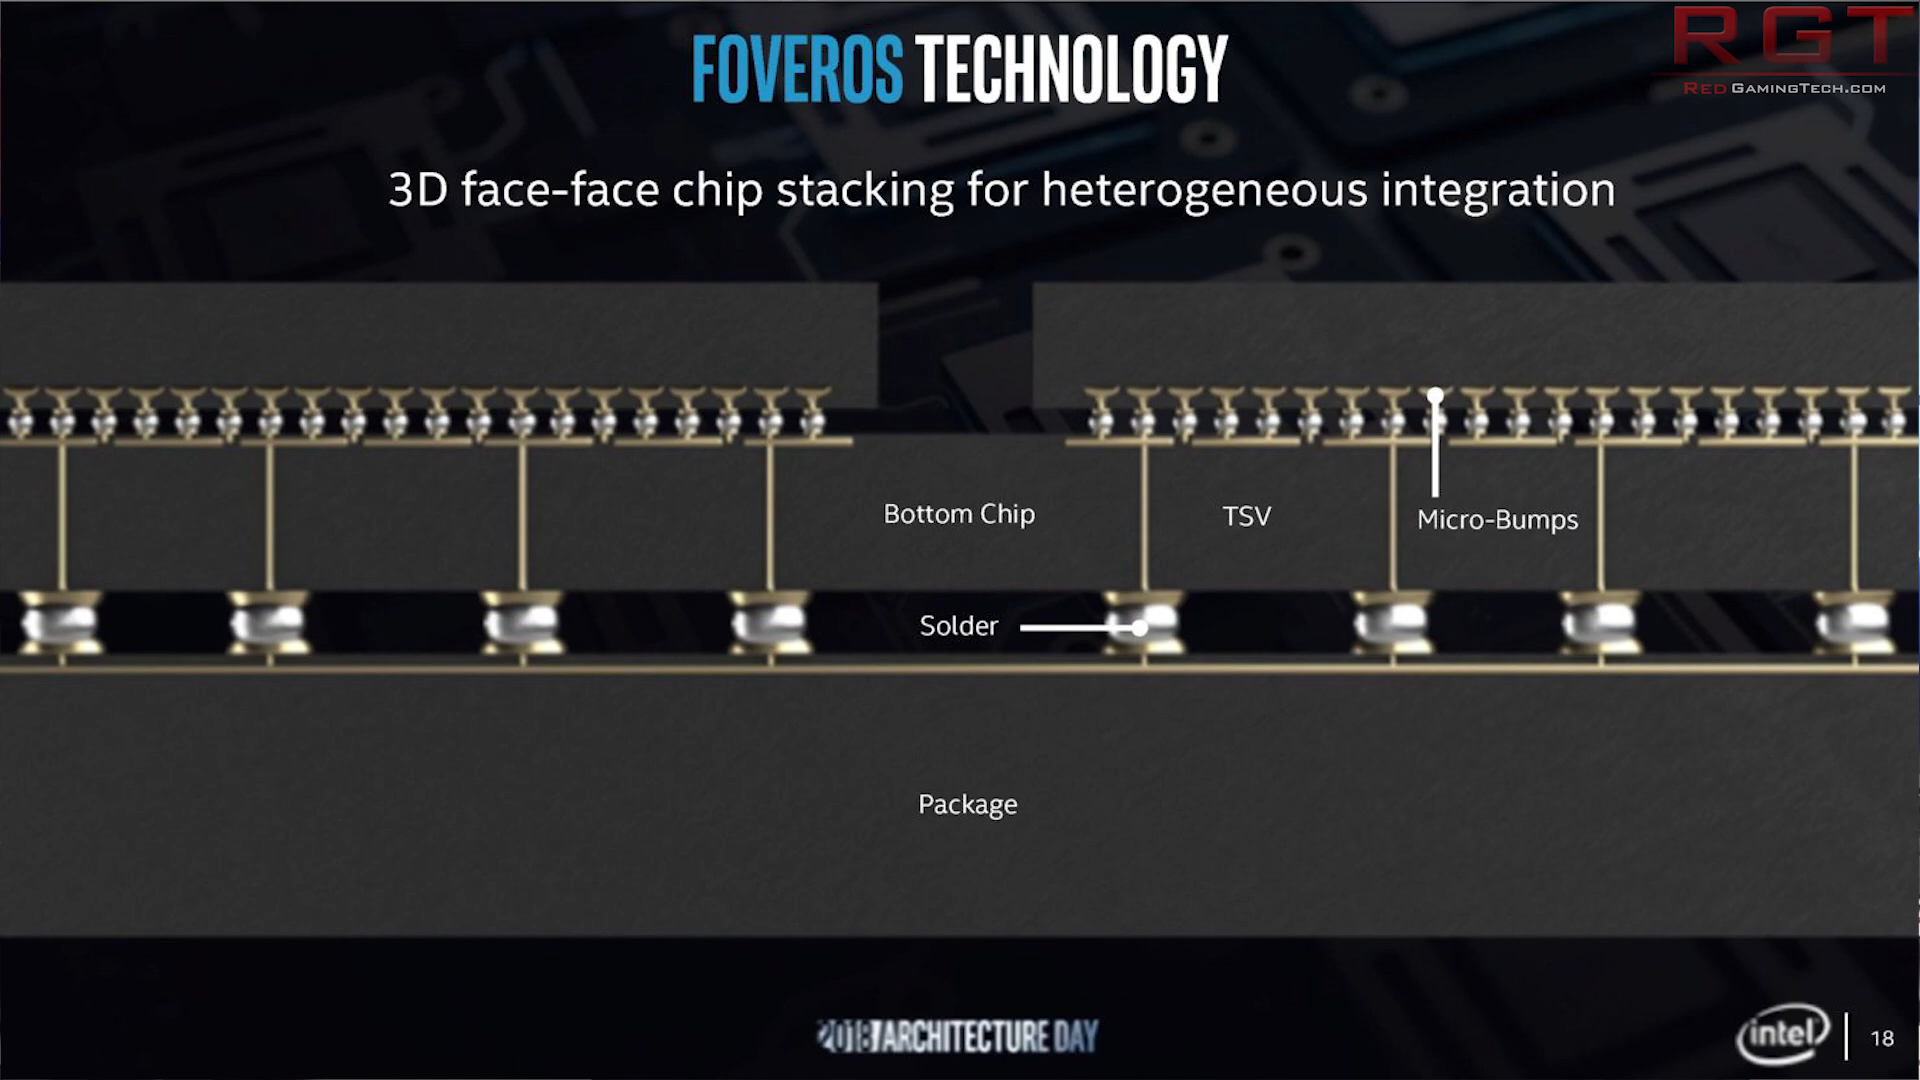 RGT
RED GAMINGTECH.COM
FOVEROS TECHNOLOGY
3D face-face chip stacking for heterogeneous integration
Bottom Chip
TSV
Micro-Bumps
Solder
Package
2018 ARCHITECTURE DAY
intel
18